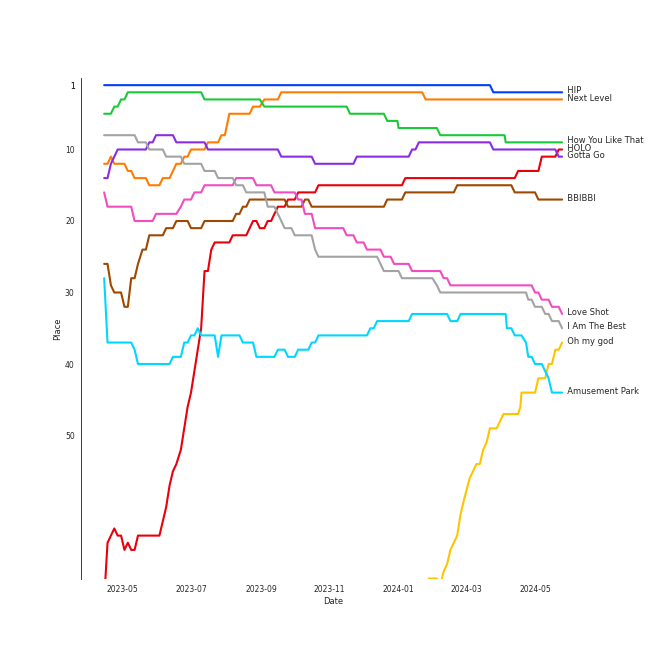 1
10
20
30
40
50
Place
HIP
Next Level
How You Like That
HOLO
Gotta Go
BBIBBI
Love Shot
I Am The Best
Oh my god
Amusement Park
2023-05 2023-07 2023-09 2023-11 2024-01 2024-03 2024-05
Date